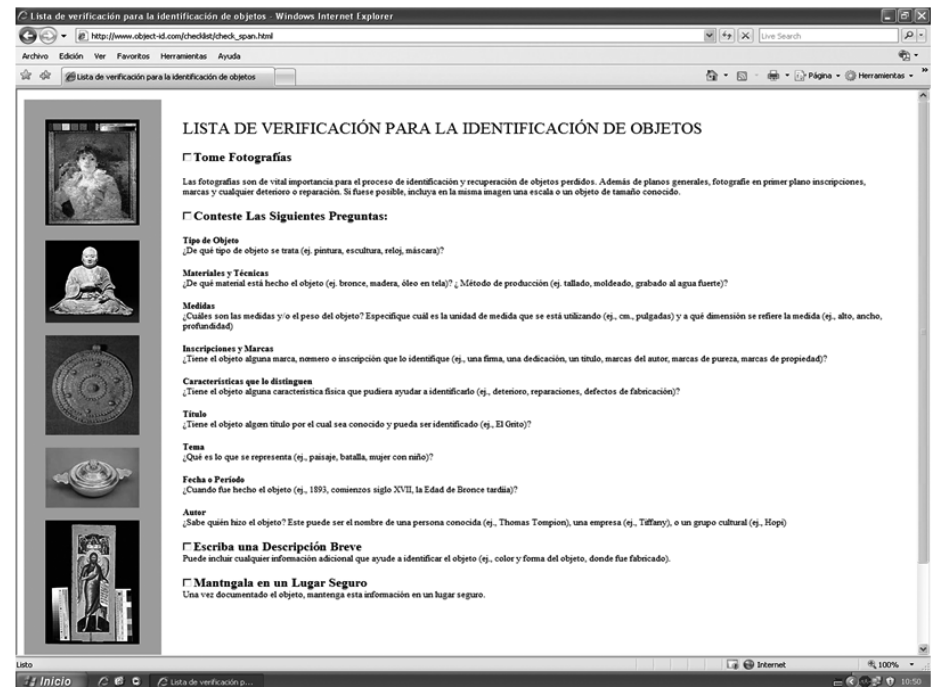 Lista de verificación para la identificación de objetos - Windows Internet Explorer
http://www.object-id.com/checklist/check_span.html
Live Search
Archivo Edición Ver Favoritos Herramientas Ayuda
Lista de verificación para la identificación de objetos
Página Herramientas
LISTA DE VERIFICACIÓN PARA LA IDENTIFICACIÓN DE OBJETOS
Tome Fotografías
Las fotografías son de vital importancia para el proceso de identificación y recuperación de objetos perdidos. Además de planos generales, fotografíe en primer plano inscripciones,
marcas y cualquier deterioro o reparación. Si fuese posible, incluya en la misma imagen una escala o un objeto de tamaño conocido.
Conteste Las Siguientes Preguntas:
Tipo de Objeto
¿De qué tipo de objeto se trata (ej. pintura, escultura, reloj, máscara)?
Materiales y Técnicas
¿De qué material está hecho el objeto (ej. bronce, madera, óleo en tela)? ¿ Método de producción (ej. tallado, moldeado, grabado al agua fuerte)?
Medidas
¿Cuáles son las medidas y/o el peso del objeto? Especifique cuál es la unidad de medida que se está utilizando (ej., cm., pulgadas) y a qué dimensión se refiere la medida (ej., alto, ancho,
profundidad)
Inscripciones y Marcas
¿Tiene el objeto alguna marca, nœmero o inscripción que lo identifique (ej., una firma, una dedicación, un título, marcas del autor, marcas de pureza, marcas de propiedad)?
Características que lo distinguen
¿Tiene el objeto alguna característica física que pudiera ayudar a identificarlo (ej., deterioro, reparaciones, defectos de fabricación)?
Título
¿Tiene el objeto algœn título por el cual sea conocido y pueda ser identificado (ej., El Grito)?
Tema
¿Qué es lo que se representa (ej., paisaje, batalla, mujer con niño)?
Fecha o Período
¿Cuando fue hecho el objeto (ej., 1893, comienzos siglo XVII, la Edad de Bronce tardiia)?
Autor
¿Sabe quién hizo el objeto? Este puede ser el nombre de una persona conocida (ej., Thomas Tompion), una empresa (ej., Tiffany), o un grupo cultural (ej., Hopi)
Escriba una Descripción Breve
Puede incluir cualquier información adicional que ayude a identificar el objeto (ej., color y forma del objeto, donde fue fabricado).
Mantngala en un Lugar Seguro
Una vez documentado el objeto, mantenga esta información en un lugar seguro.
Listo Internet 100%
Inicio Lista de verificación p... 10:50